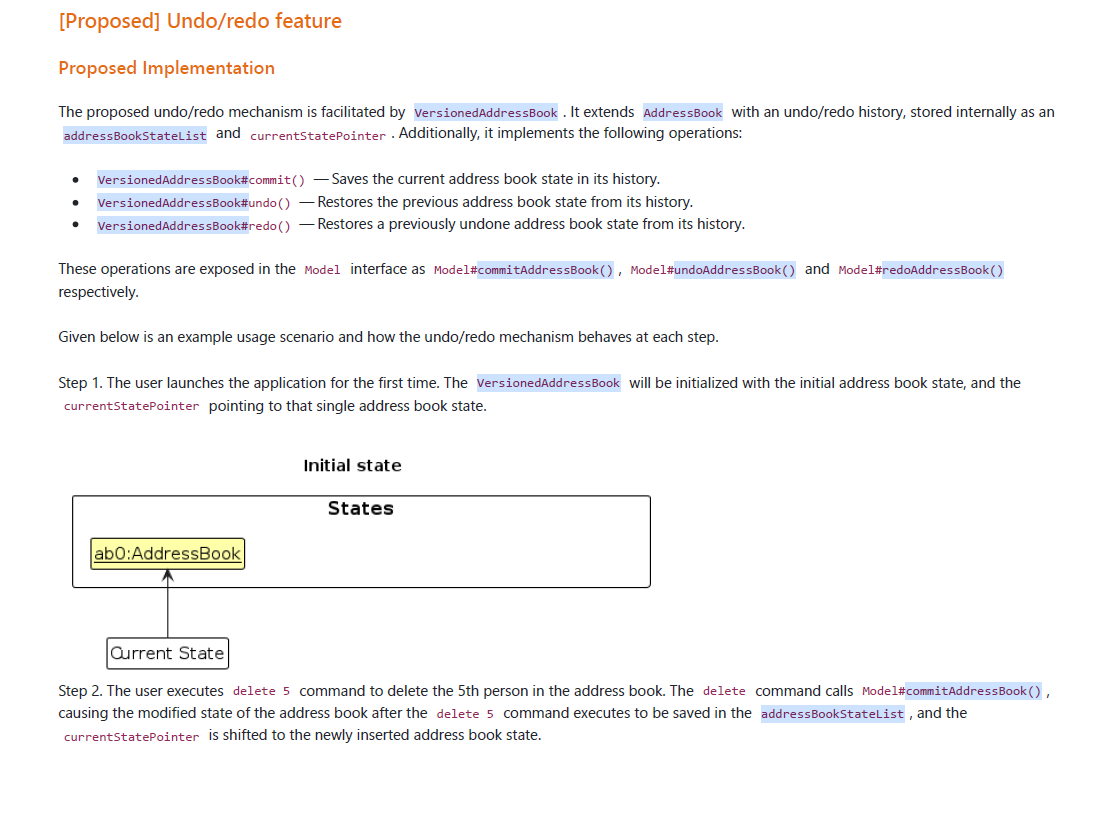 [Proposed] Undo/redo feature
Proposed Implementation
The proposed undo/redo mechanism is facilitated by VersionedAddressBook . It extends AddressBook with an undo/redo history, stored internally as an
addressBookStateList and currentStatePointer . Additionally, it implements the following operations:
• VersionedAddressBook#commit() — Saves the current address book state in its history.
• VersionedAddressBook#undo() — Restores the previous address book state from its history.
• VersionedAddressBook#redo() — Restores a previously undone address book state from its history.
These operations are exposed in the Model interface as Model#commitAddressBook() , Model#undoAddressBook() and Model#redoAddressBook()
respectively.
Given below is an example usage scenario and how the undo/redo mechanism behaves at each step.
Step 1. The user launches the application for the first time. The VersionedAddressBook will be initialized with the initial address book state, and the
currentStatePointer pointing to that single address book state.
Initial state
States
ab0:AddressBook
Current State
Step 2. The user executes delete 5 command to delete the 5th person in the address book. The delete command calls Model#commitAddressBook() ,
causing the modified state of the address book after the delete 5 command executes to be saved in the addressBookStateList , and the
currentStatePointer is shifted to the newly inserted address book state.